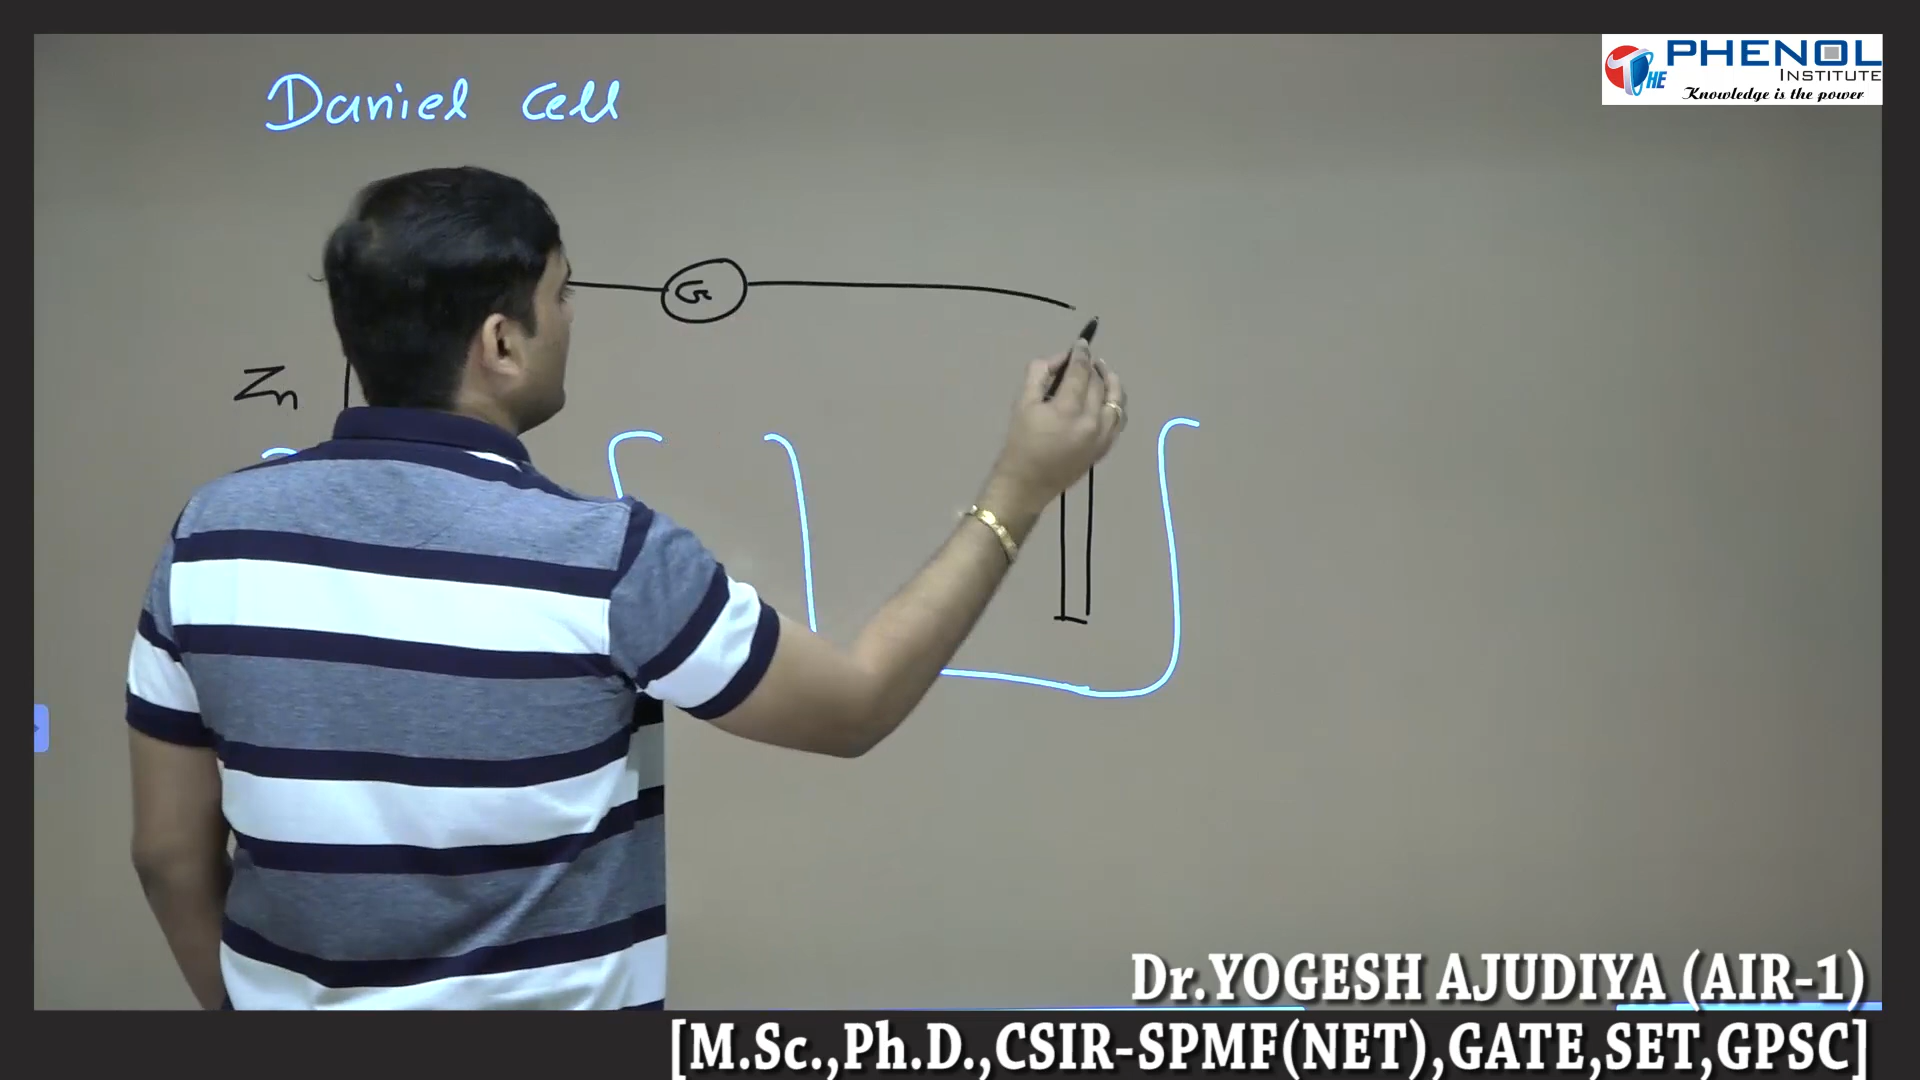 THE PHENOL
INSTITUTE
Knowledge is the power
Daniel Cell
G
Zn
Dr.YOGESH AJUDIYA (AIR-1)
[M.Sc.,Ph.D.,CSIR-SPMF(NET),GATE,SET,GPSC]